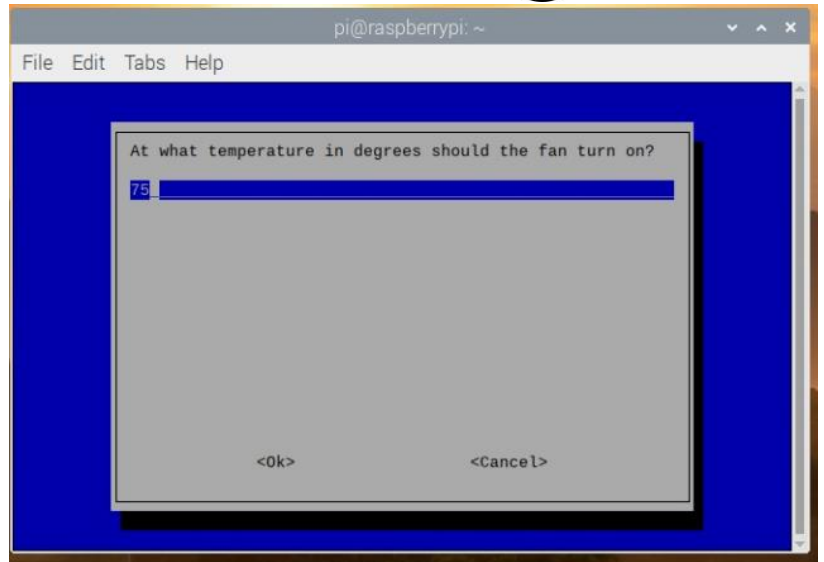 pi@raspberrypi: ~
File Edit Tabs Help
At what temperature in degrees should the fan turn on?
75
<Ok> <Cancel>